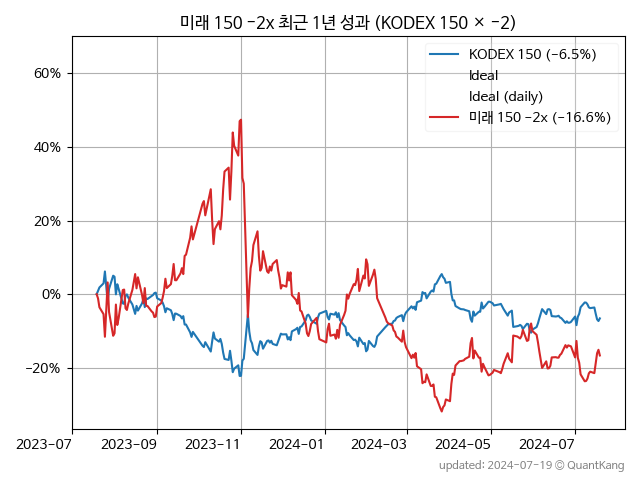 미래 150 -2x 최근 1년 성과 (KODEX 150 × -2)
KODEX 150 (-6.5%)
Ideal
Ideal (daily)
미래 150 -2x (-16.6%)
60%
40%
20%
0%
-20%
2023-07
2023-09
2023-11
2024-01
2024-03
2024-05
2024-07
updated: 2024-07-19 © QuantKang